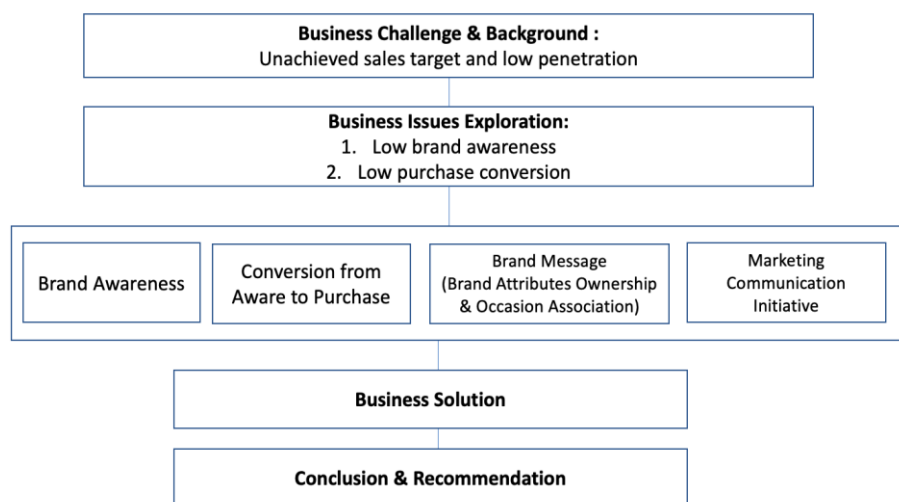 Business Challenge & Background :
Unachieved sales target and low penetration
Business Issues Exploration:
1. Low brand awareness
2. Low purchase conversion
Brand Awareness
Conversion from
Aware to Purchase
Brand Message
(Brand Attributes Ownership
& Occasion Association)
Marketing
Communication
Initiative
Business Solution
Conclusion & Recommendation